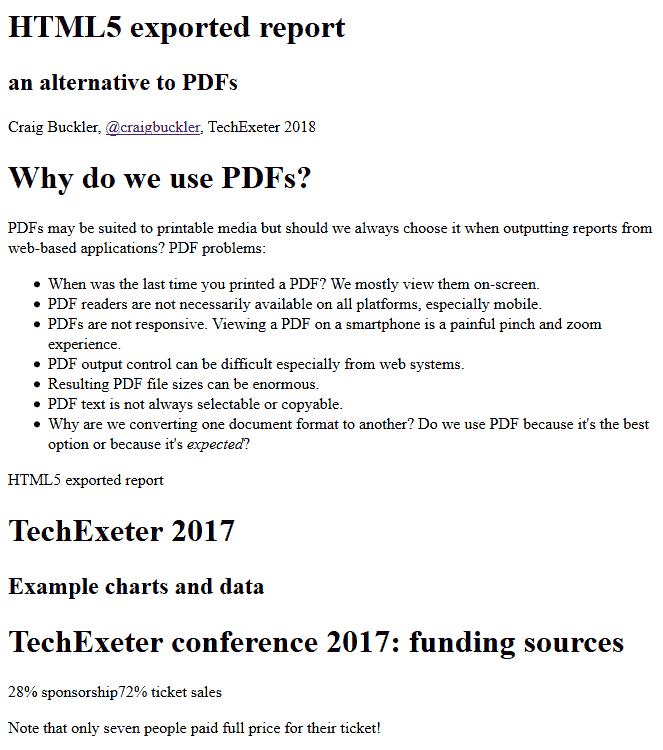 HTML5 exported report
an alternative to PDFs
Craig Buckler, @craigbuckler, TechExeter 2018
Why do we use PDFs?
PDFs may be suited to printable media but should we always choose it when outputting reports from
web-based applications? PDF problems:
• When was the last time you printed a PDF? We mostly view them on-screen.
• PDF readers are not necessarily available on all platforms, especially mobile.
• PDFs are not responsive. Viewing a PDF on a smartphone is a painful pinch and zoom
experience.
• PDF output control can be difficult especially from web systems.
• Resulting PDF file sizes can be enormous.
• PDF text is not always selectable or copyable.
• Why are we converting one document format to another? Do we use PDF because it's the best
option or because it's expected?
HTML5 exported report
TechExeter 2017
Example charts and data
TechExeter conference 2017: funding sources
28% sponsorship72% ticket sales
Note that only seven people paid full price for their ticket!